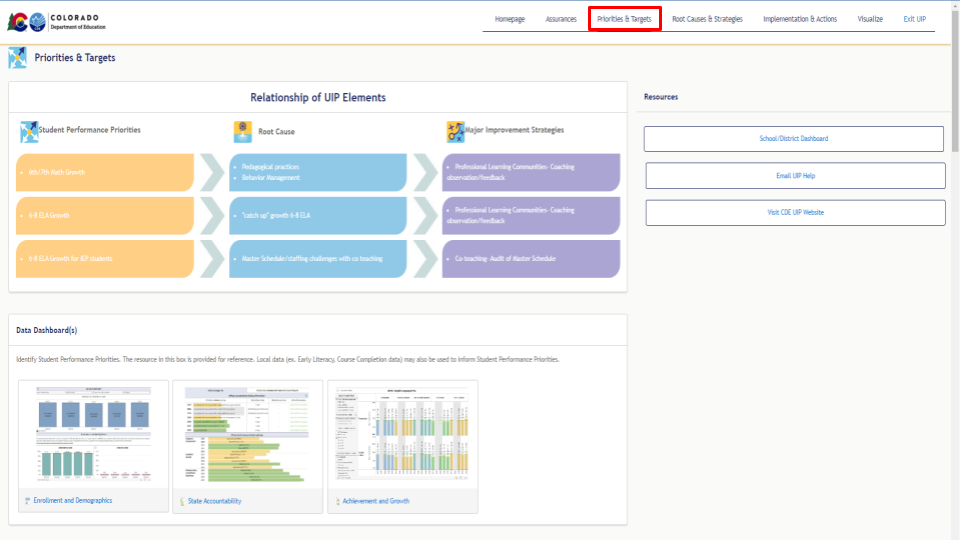 COLORADO
Department of Education
Homepage
Assurances
Priorities & Targets
Root Causes & Strategies
Implementation & Actions
Visualize
Exit UIP
Priorities & Targets
Relationship of UIP Elements
Student Performance Priorities
Root Cause
Major Improvement Strategies
• 6th/7th Math Growth
• Pedagogical practices
• Behavior Management
• Professional Learning Communities- Coaching
observation/feedback
• 6-8 ELA Growth
• "catch up" growth 6-8 ELA
• Professional Learning Communities- Coaching
observation/feedback
• 6-8 ELA Growth for IEP students
• Master Schedule/staffing challenges with co teaching
• Co-teaching- Audit of Master Schedule
Resources
School/District Dashboard
Email UIP Help
Visit CDE UIP Website
Data Dashboard(s)
Identify Student Performance Priorities. The resource in this box is provided for reference. Local data (ex. Early Literacy, Course Completion data) may also be used to inform Student Performance Priorities.
Enrollment and Demographics
State Accountability
Achievement and Growth